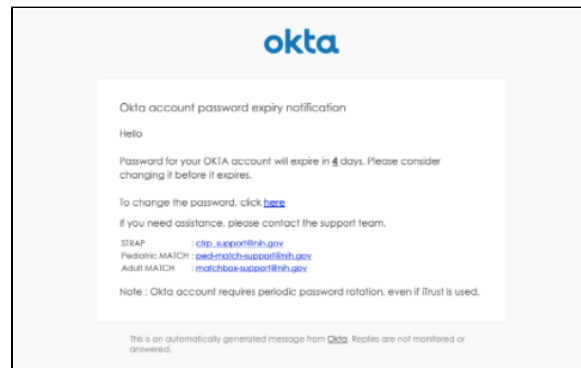 okta
Okta account password expiry notification
Hello
Password for your OKTA account will expire in 4 days. Please consider
changing it before it expires.
To change the password, click here
If you need assistance, please contact the support team.
STRAP : ctrp_support@nih.gov
Pediatric MATCH : ped-match-support@nih.gov
Adult MATCH : matchbox-support@nih.gov
Note : Okta account requires periodic password rotation, even if iTrust is used.
This is an automatically generated message from Okta. Replies are not monitored or
answered.